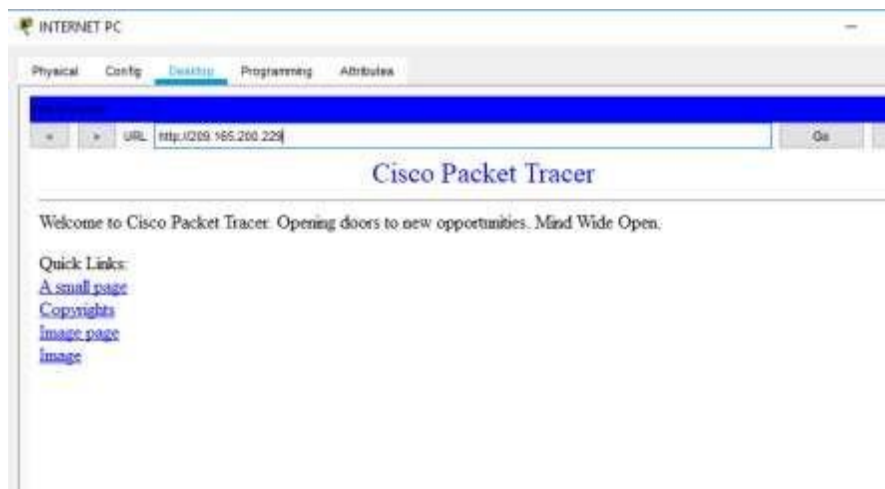 INTERNET PC
Physical Config Desktop Programming Attributes
< > URL http://209.165.200.229 Go
Cisco Packet Tracer
Welcome to Cisco Packet Tracer. Opening doors to new opportunities. Mind Wide Open.
Quick Links:
A small page
Copyrights
Image page
Image